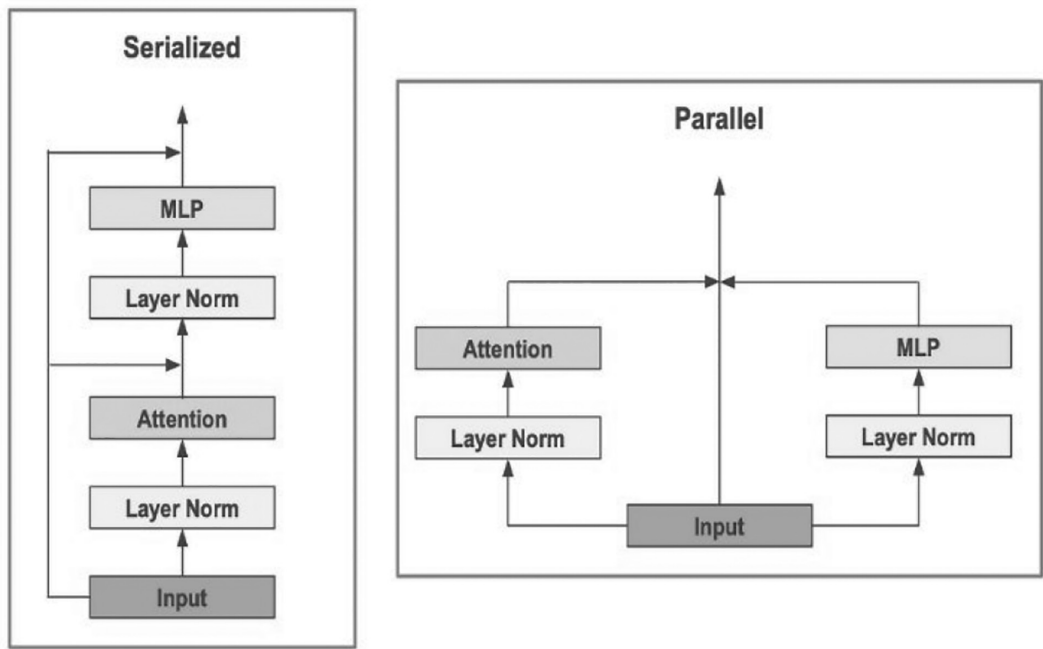 Serialized
MLP
Layer Norm
Attention
Layer Norm
Input
Parallel
Attention
MLP
Layer Norm
Layer Norm
Input